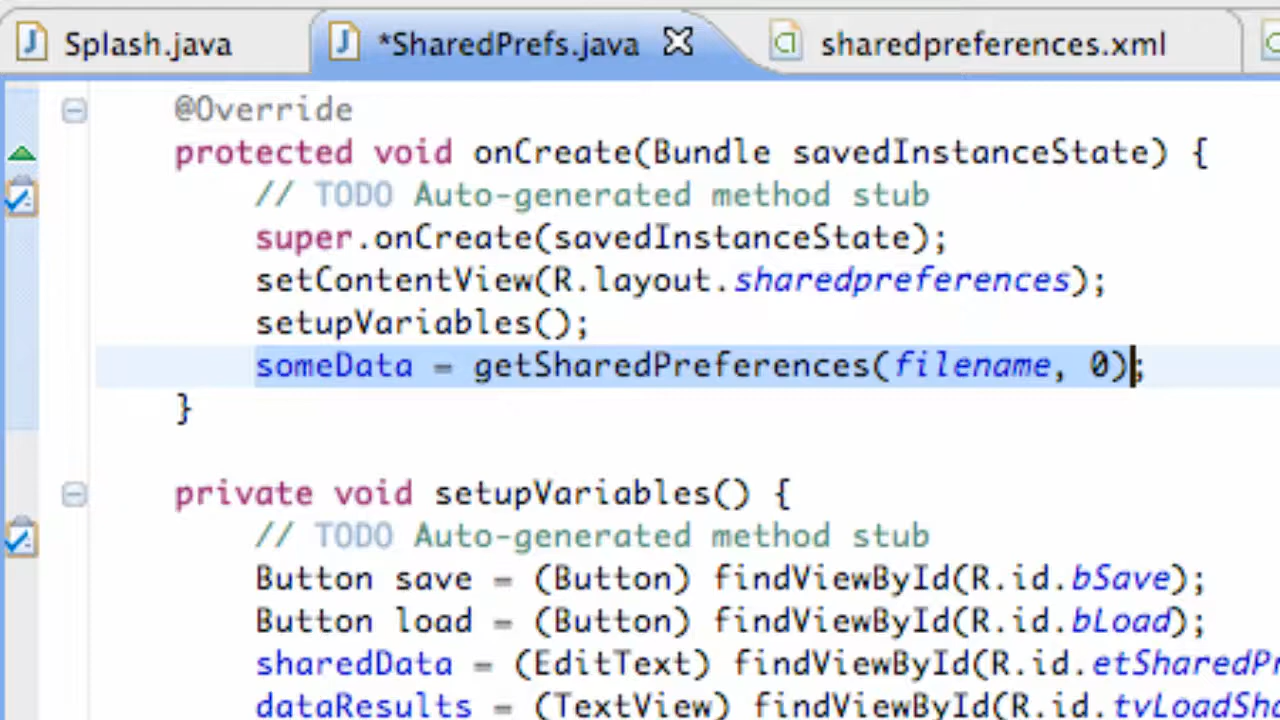 Splash.java
*SharedPrefs.java
sharedpreferences.xml
@Override
protected void onCreate(Bundle savedInstanceState) {
// TODO Auto-generated method stub
super.onCreate(savedInstanceState);
setContentView(R.layout.sharedpreferences);
setupVariables();
someData = getSharedPreferences(filename, 0);
}
private void setupVariables() {
// TODO Auto-generated method stub
Button save = (Button) findViewById(R.id.bSave);
Button load = (Button) findViewById(R.id.bLoad);
sharedData = (EditText) findViewById(R.id.etSharedPr
dataResults = (TextView) findViewById(R.id.tvLoadSha